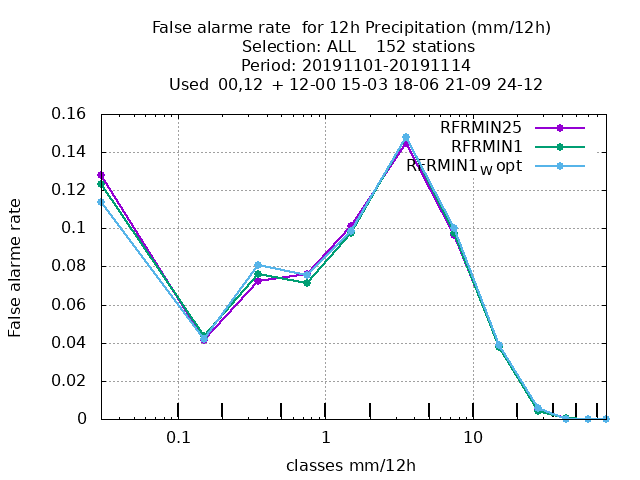 False alarme rate  for 12h Precipitation (mm/12h)
Selection: ALL    152 stations
Period: 20191101-20191114
Used  00,12  + 12-00 15-03 18-06 21-09 24-12
0.16
0.14
0.12
0.1
0.08
0.06
0.04
0.02
0
False alarme rate
RFRMIN25
RFRMIN1
RFRMIN1w opt
0.1
1
10
classes mm/12h